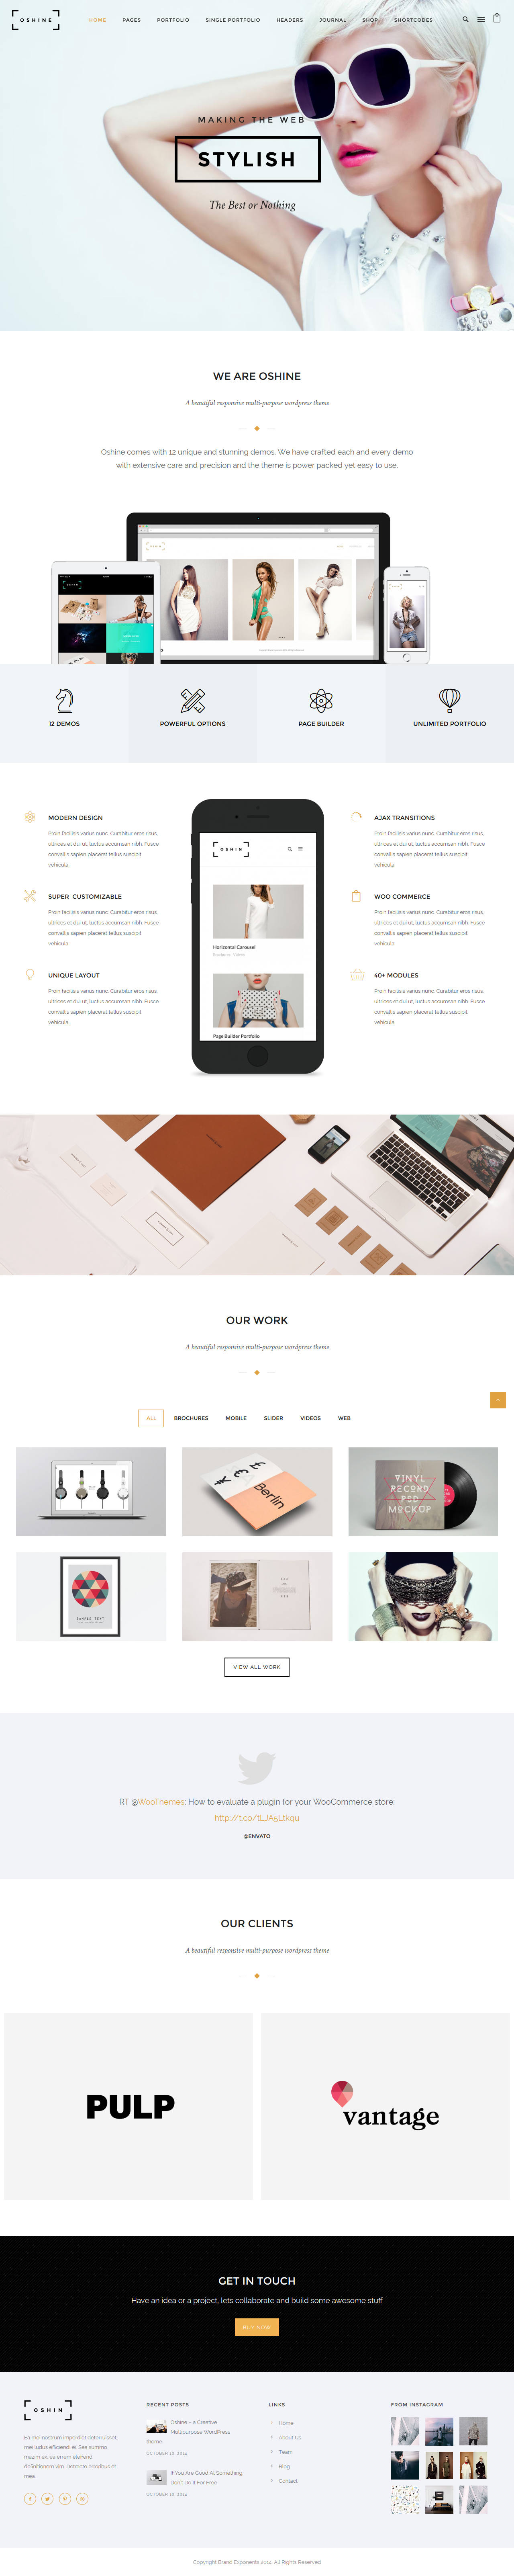 OSHINE
HOME PAGES PORTFOLIO SINGLE PORTFOLIO HEADERS JOURNAL SHOP SHORTCODES
MAKING THE WEB
STYLISH
The Best or Nothing
WE ARE OSHINE
A beautiful responsive multi-purpose wordpress theme
Oshine comes with 12 unique and stunning demos. We have crafted each and every demo
with extensive care and precision and the theme is power packed yet easy to use.
12 DEMOS
POWERFUL OPTIONS
PAGE BUILDER
UNLIMITED PORTFOLIO
MODERN DESIGN
Proin facilisis varius nunc. Curabitur eros risus,
ultrices et dui ut, luctus accumsan nibh. Fusce
convallis sapien placerat tellus suscipit
vehicula.
SUPER CUSTOMIZABLE
Proin facilisis varius nunc. Curabitur eros risus,
ultrices et dui ut, luctus accumsan nibh. Fusce
convallis sapien placerat tellus suscipit
vehicula.
UNIQUE LAYOUT
Proin facilisis varius nunc. Curabitur eros risus,
ultrices et dui ut, luctus accumsan nibh. Fusce
convallis sapien placerat tellus suscipit
vehicula.
OSHIN
Horizontal Carousel
Page Builder Portfolio
AJAX TRANSITIONS
Proin facilisis varius nunc. Curabitur eros risus,
ultrices et dui ut, luctus accumsan nibh. Fusce
convallis sapien placerat tellus suscipit
vehicula.
WOO COMMERCE
Proin facilisis varius nunc. Curabitur eros risus,
ultrices et dui ut, luctus accumsan nibh. Fusce
convallis sapien placerat tellus suscipit
vehicula.
40+ MODULES
Proin facilisis varius nunc. Curabitur eros risus,
ultrices et dui ut, luctus accumsan nibh. Fusce
convallis sapien placerat tellus suscipit
vehicula.
OUR WORK
A beautiful responsive multi-purpose wordpress theme
ALL BROCHURES MOBILE SLIDER VIDEOS WEB
Berlin
VINYL
RECORD
PSD
MOCKUP
SAMPLE TEXT
VIEW ALL WORK
RT @WooThemes: How to evaluate a plugin for your WooCommerce store:
http://t.co/tLJA5Ltkqu
@ENVATO
OUR CLIENTS
A beautiful responsive multi-purpose wordpress theme
PULP
vantage
GET IN TOUCH
Have an idea or a project, lets collaborate and build some awesome stuff
BUY NOW
OSHIN
Ea mei nostrum imperdiet deterruisset,
mei ludus efficiendi ei. Sea summo
mazim ex, ea errem eleifend
definitionem vim. Detracto erroribus et
mea.
RECENT POSTS
Oshine – a Creative
Multipurpose WordPress
theme
If You Are Good At Something,
Don't Do it For Free
LINKS
Home
About Us
Team
Blog
Contact
FROM INSTAGRAM
Copyright Brand Exponents 2014. All Rights Reserved